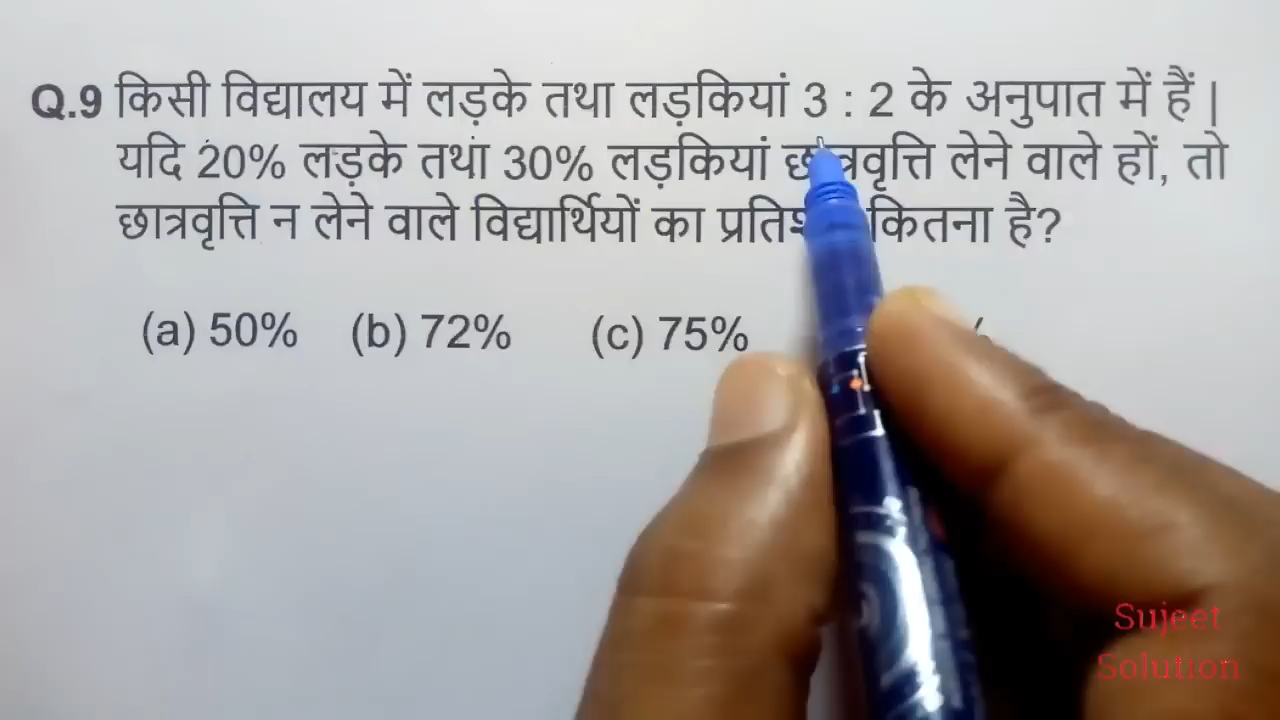 Q.9 किसी विद्यालय में लड़के तथा लड़कियां 3 : 2 के अनुपात में हैं |
यदि 20% लड़के तथा 30% लड़कियां छात्रवृत्ति लेने वाले हों, तो
छात्रवृत्ति न लेने वाले विद्यार्थियों का कितना है?
(a) 50% (b) 72% (c) 75%
Sujeet
Solution